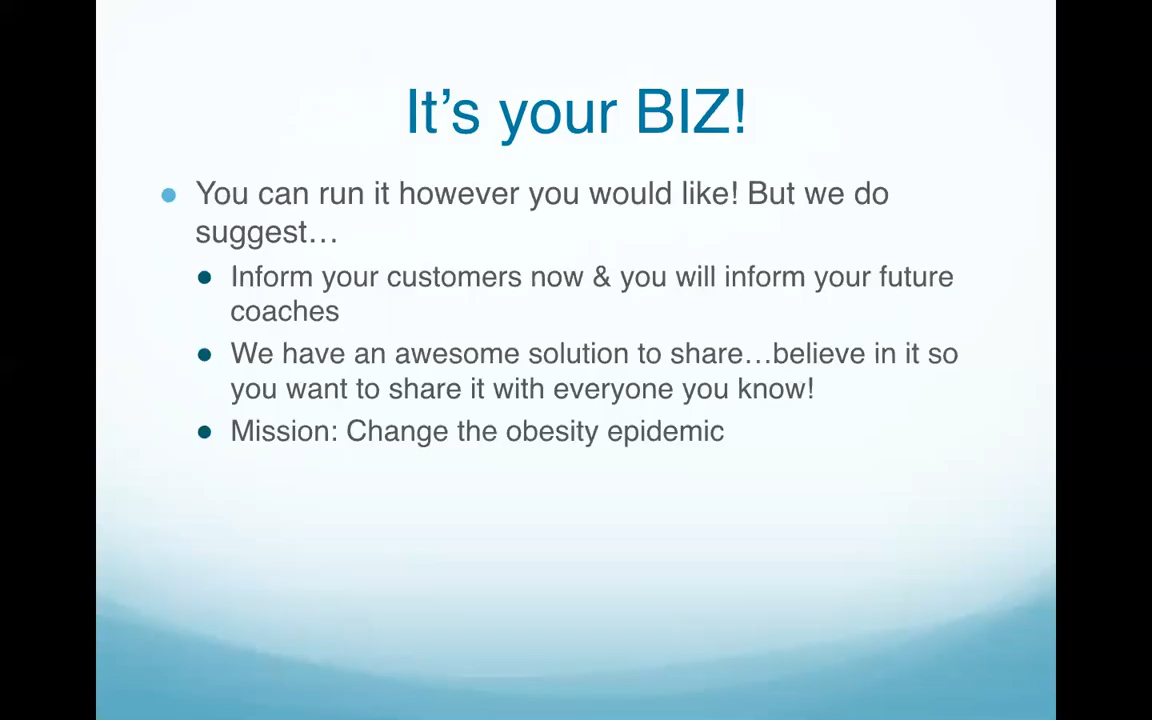 It’s your BIZ!
You can run it however you would like! But we do
suggest…
Inform your customers now & you will inform your future
coaches
We have an awesome solution to share…believe in it so
you want to share it with everyone you know!
Mission: Change the obesity epidemic